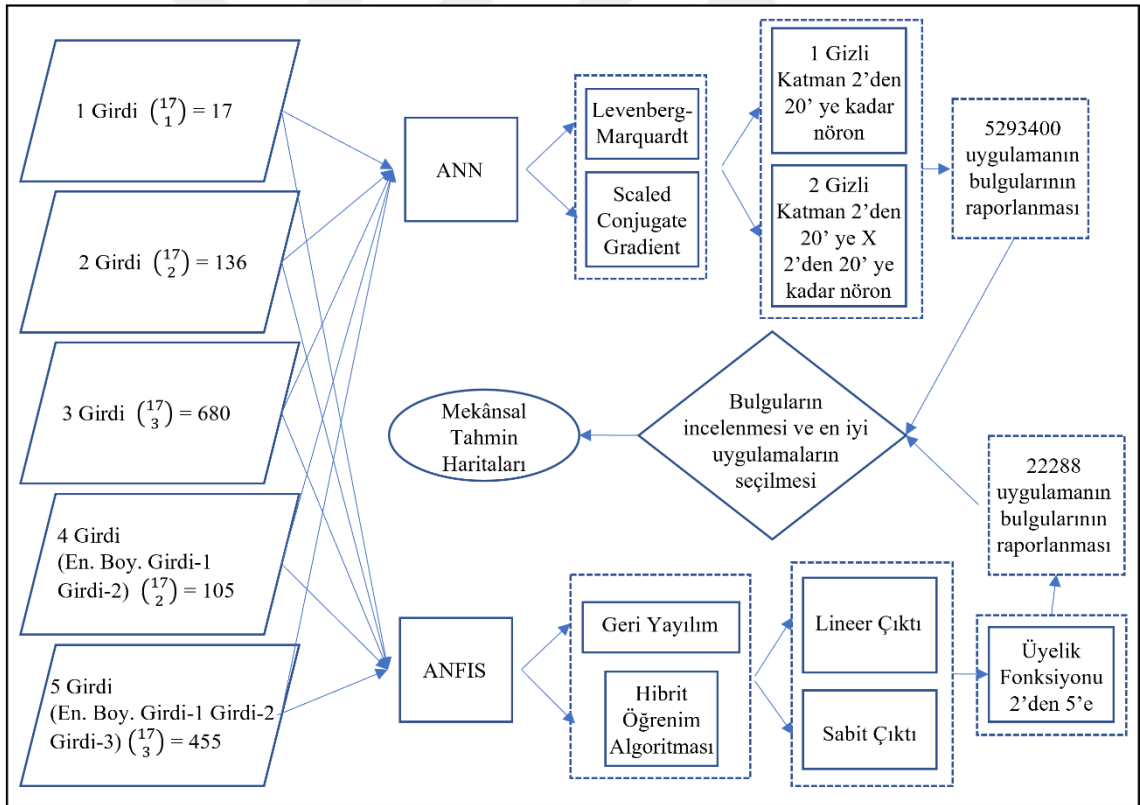 1 Girdi (17 1) = 17
2 Girdi (17 2) = 136
3 Girdi (17 3) = 680
4 Girdi
(En. Boy. Girdi-1
Girdi-2) (17 2) = 105
5 Girdi
(En. Boy. Girdi-1 Girdi-2
Girdi-3) (17 3) = 455
ANN
Levenberg-
Marquardt
Scaled
Conjugate
Gradient
1 Gizli
Katman 2’den
20’ ye kadar
nöron
2 Gizli
Katman 2’den
20’ ye X
2’den 20’ ye
kadar nöron
5293400
uygulamanın
bulgularının
raporlanması
Mekânsal
Tahmin
Haritaları
Bulguların
incelenmesi ve en iyi
uygulamaların
seçilmesi
22288
uygulamanın
bulgularının
raporlanması
ANFIS
Geri Yayılım
Hibrit
Öğrenim
Algoritması
Lineer Çıktı
Sabit Çıktı
Üyelik
Fonksiyonu
2’den 5’e